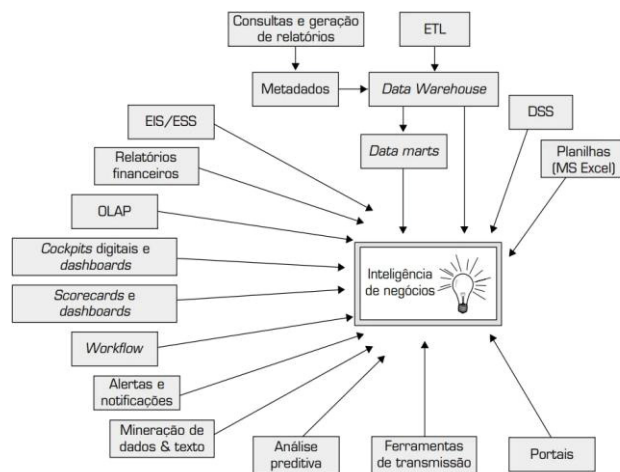 Consultas e geração
de relatórios
ETL
Metadados
Data Warehouse
EIS/ESS
DSS
Data marts
Relatórios
financeiros
Planilhas
(MS Excel)
OLAP
Cockpits digitais e
dashboards
Inteligência
de negócios
Scorecards e
dashboards
Workflow
Alertas e
notificações
Mineração de
dados & texto
Análise
preditiva
Ferramentas
de transmissão
Portais